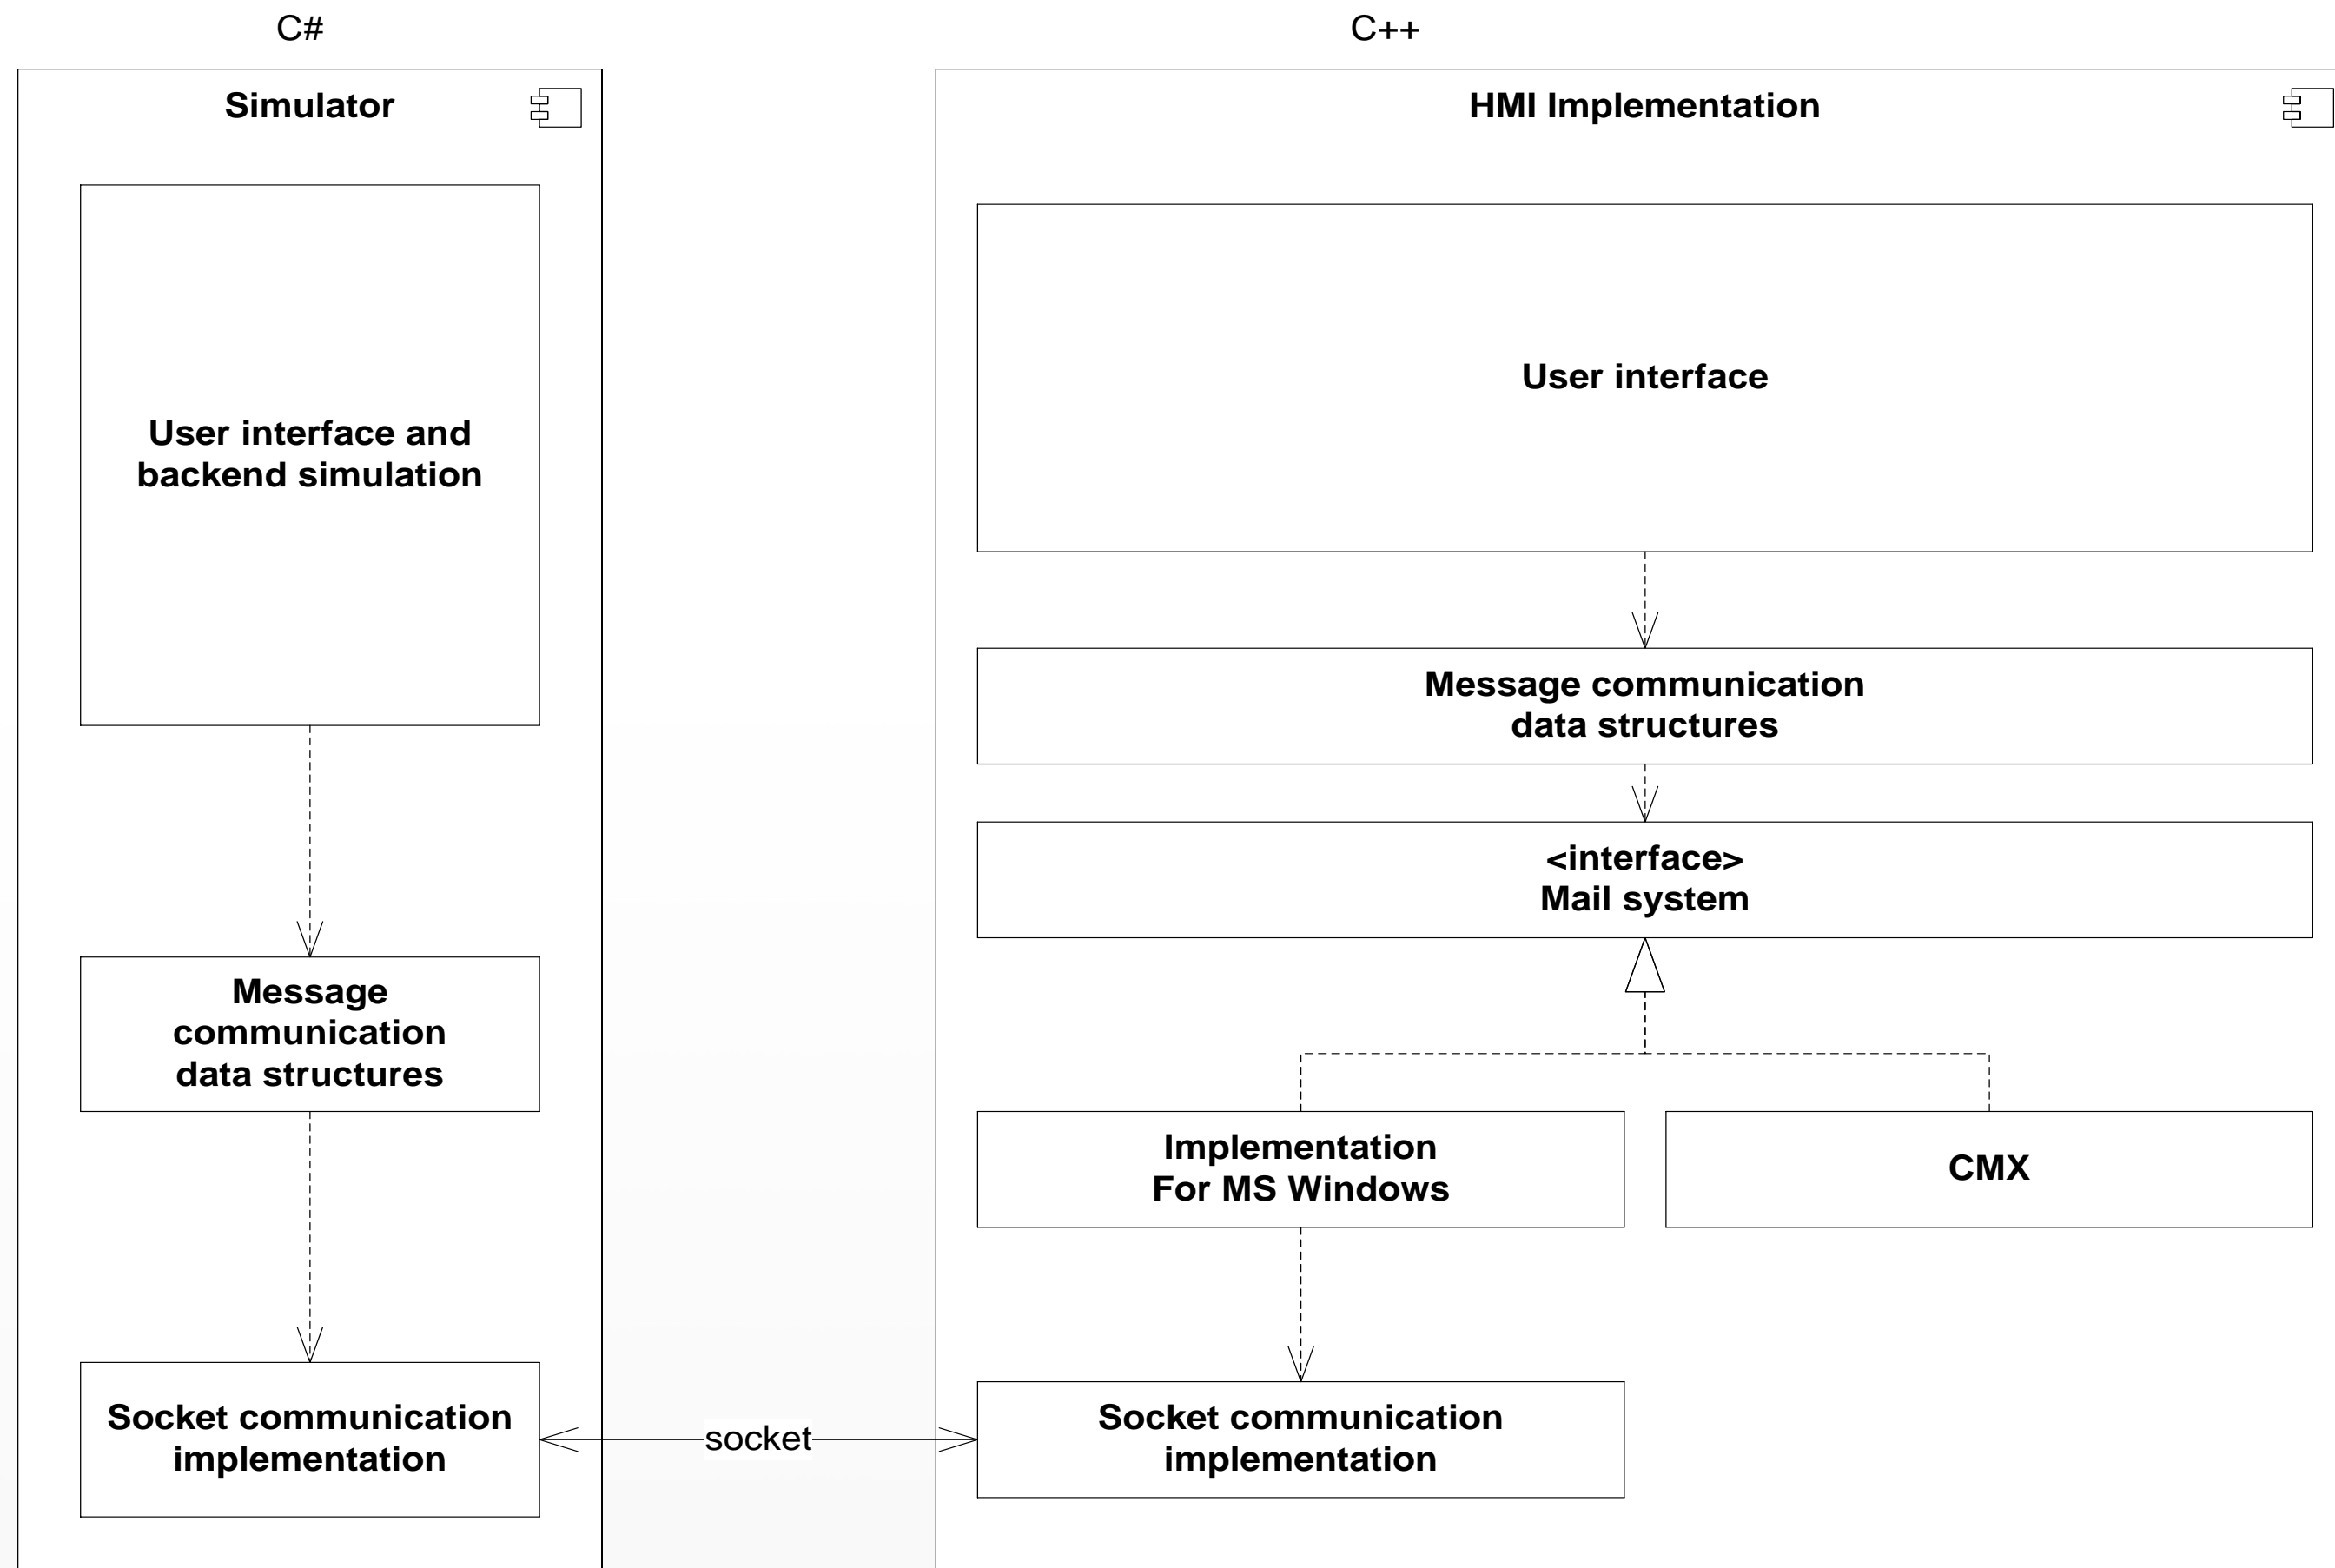 C#
Simulator
User interface and
backend simulation
Message
communication
data structures
Socket communication
implementation
socket
C++
HMI Implementation
User interface
Message communication
data structures
<interface>
Mail system
Implementation
For MS Windows
CMX
Socket communication
implementation